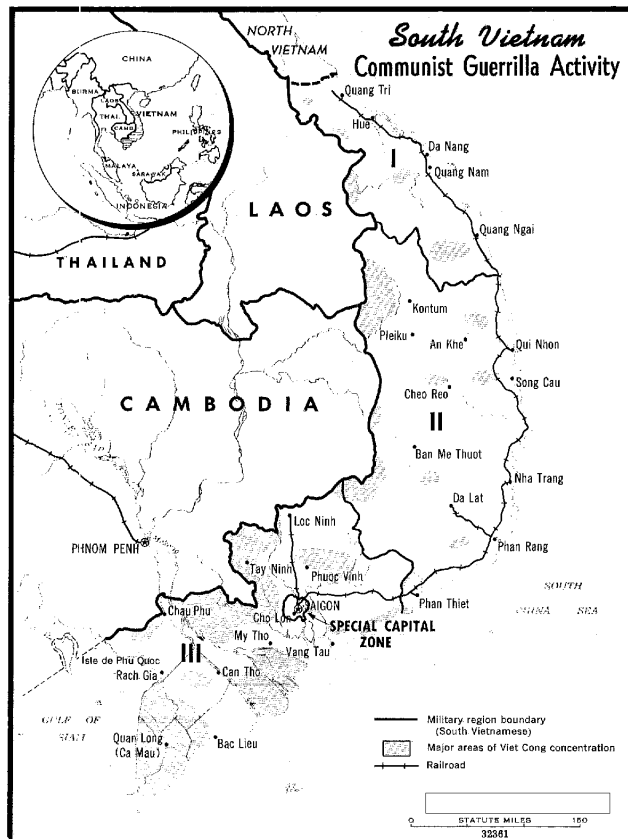 South Vietnam
Communist Guerrilla Activity
NORTH
VIETNAM
CHINA
BURMA
LAOS
VIETNAM
THAI.
CAMB.
PHILIPPINES
MALAYA
SARAWAK
INDONESIA
Quang Tri
Hue
I
Da Nang
Quang Nam
Quang Ngai
LAOS
THAILAND
Kontum
Pleiku
An Khe
Qui Nhon
Song Cau
Cheo Reo
CAMBODIA
II
Ban Me Thuot
Nha Trang
Da Lat
Loc Ninh
PHNOM PENH
Phan Rang
Tay Ninh
Phuoc Vinh
SOUTH
CHINA SEA
Phan Thiet
Chau Phu
Cho Lon
SAIGON
SPECIAL CAPITAL
ZONE
My Tho
Vang Tau
III
Isle de Phu Quoc
Rach Gia
Can Tho
GULF OF
SIAM
Quan Long
(Ca Mau)
Bac Lieu
Military region boundary
(South Vietnamese)
Major areas of Viet Cong concentration
Railroad
0 STATUTE MILES 150
32361